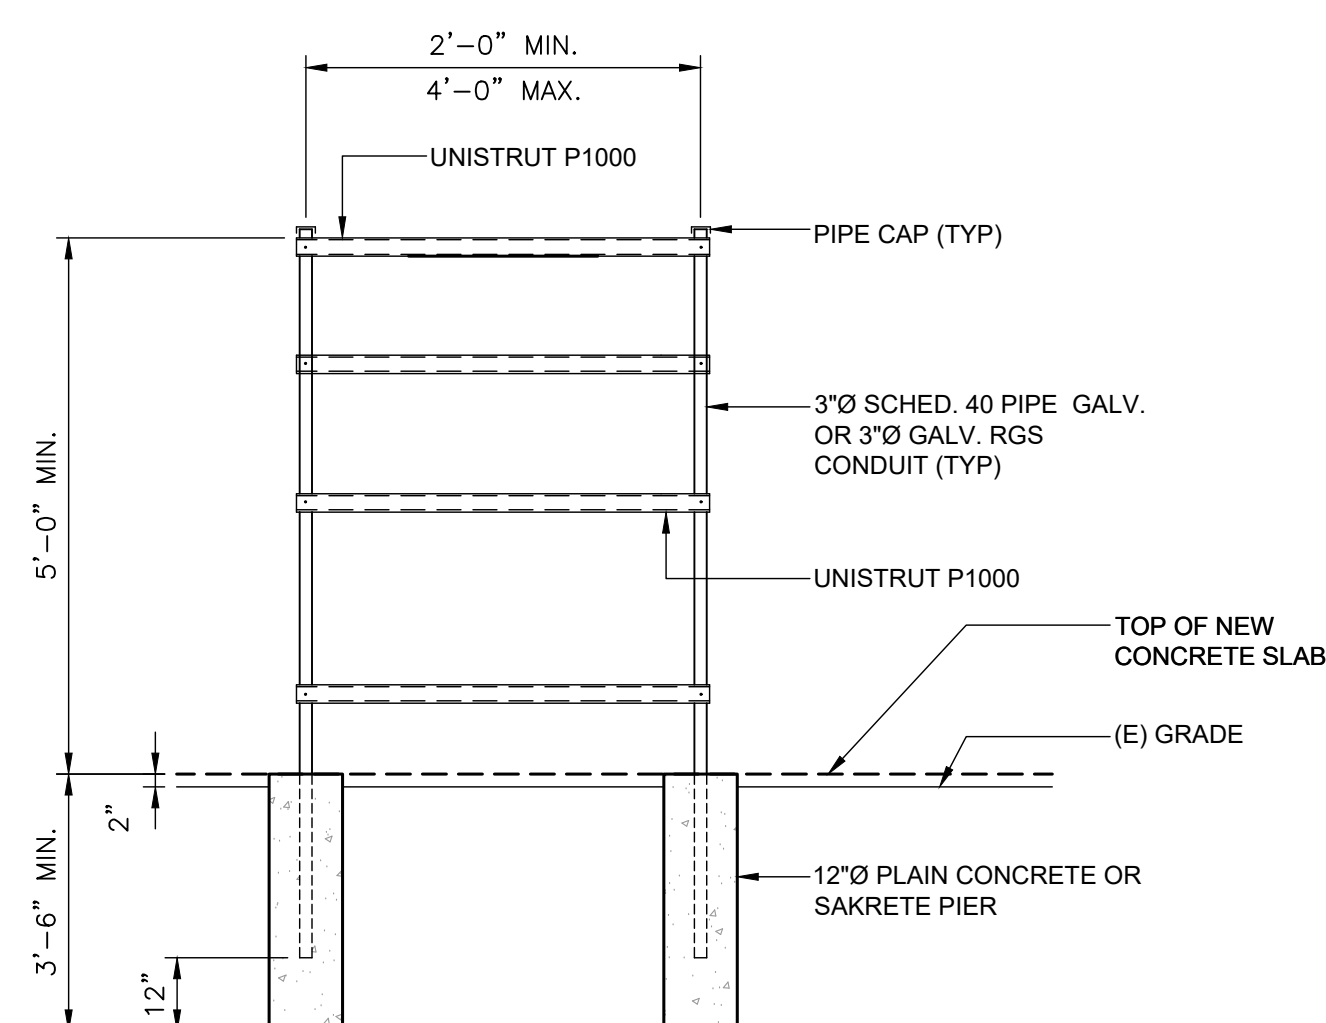 2’–0” MIN.
4’–0” MAX.
UNISTRUT P1000
PIPE CAP (TYP)
3"Ø SCHED. 40 PIPE GALV.
OR 3"Ø GALV. RGS
CONDUIT (TYP)
5’–0” MIN.
UNISTRUT P1000
TOP OF NEW
CONCRETE SLAB
(E) GRADE
2”
3’–6” MIN.
12"Ø PLAIN CONCRETE OR
SAKRETE PIER
12”